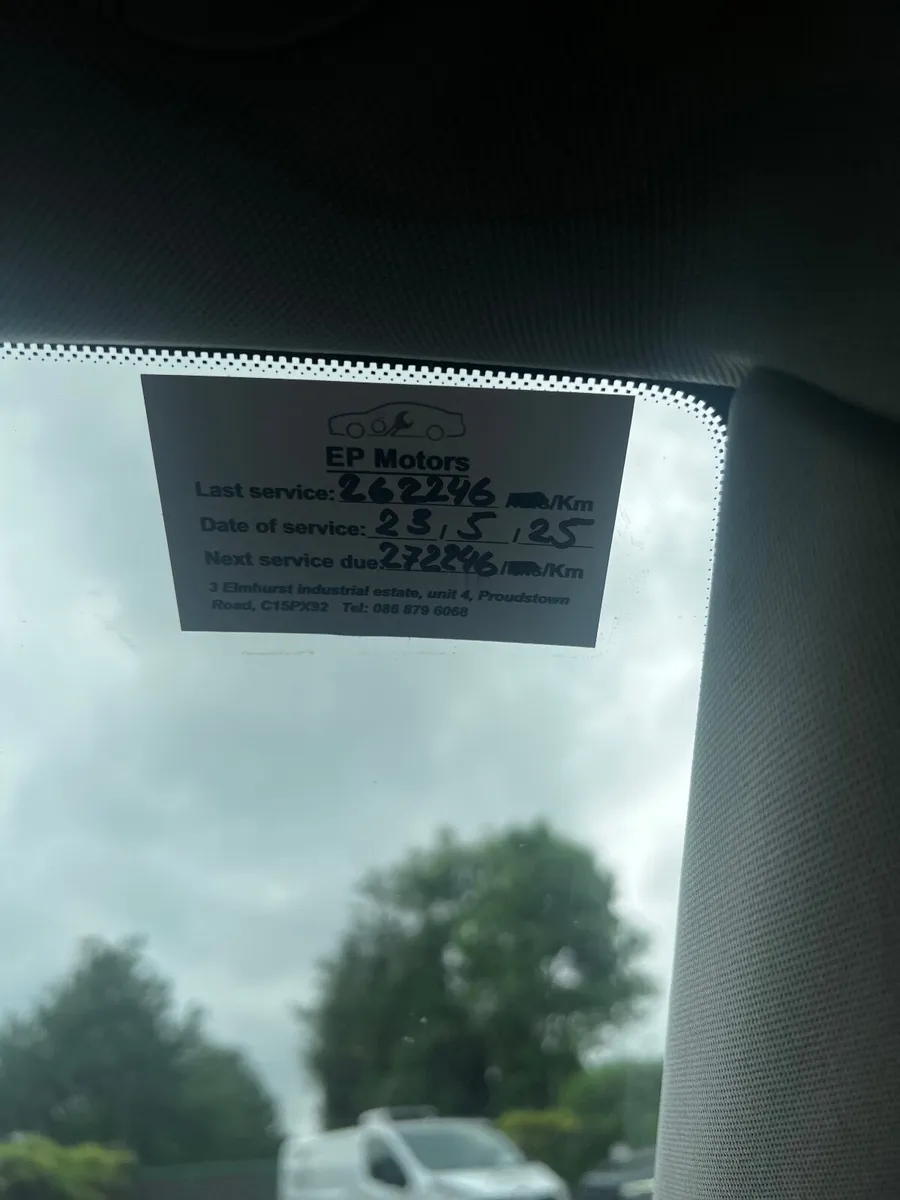 EP Motors
Last service: 262246 /Km
Date of service: 23 / 5 / 25
Next service due: 272246 / /Km
3 Elmhurst industrial estate, unit 4, Proudstown
Road, C15PX92 Tel: 086 879 6068